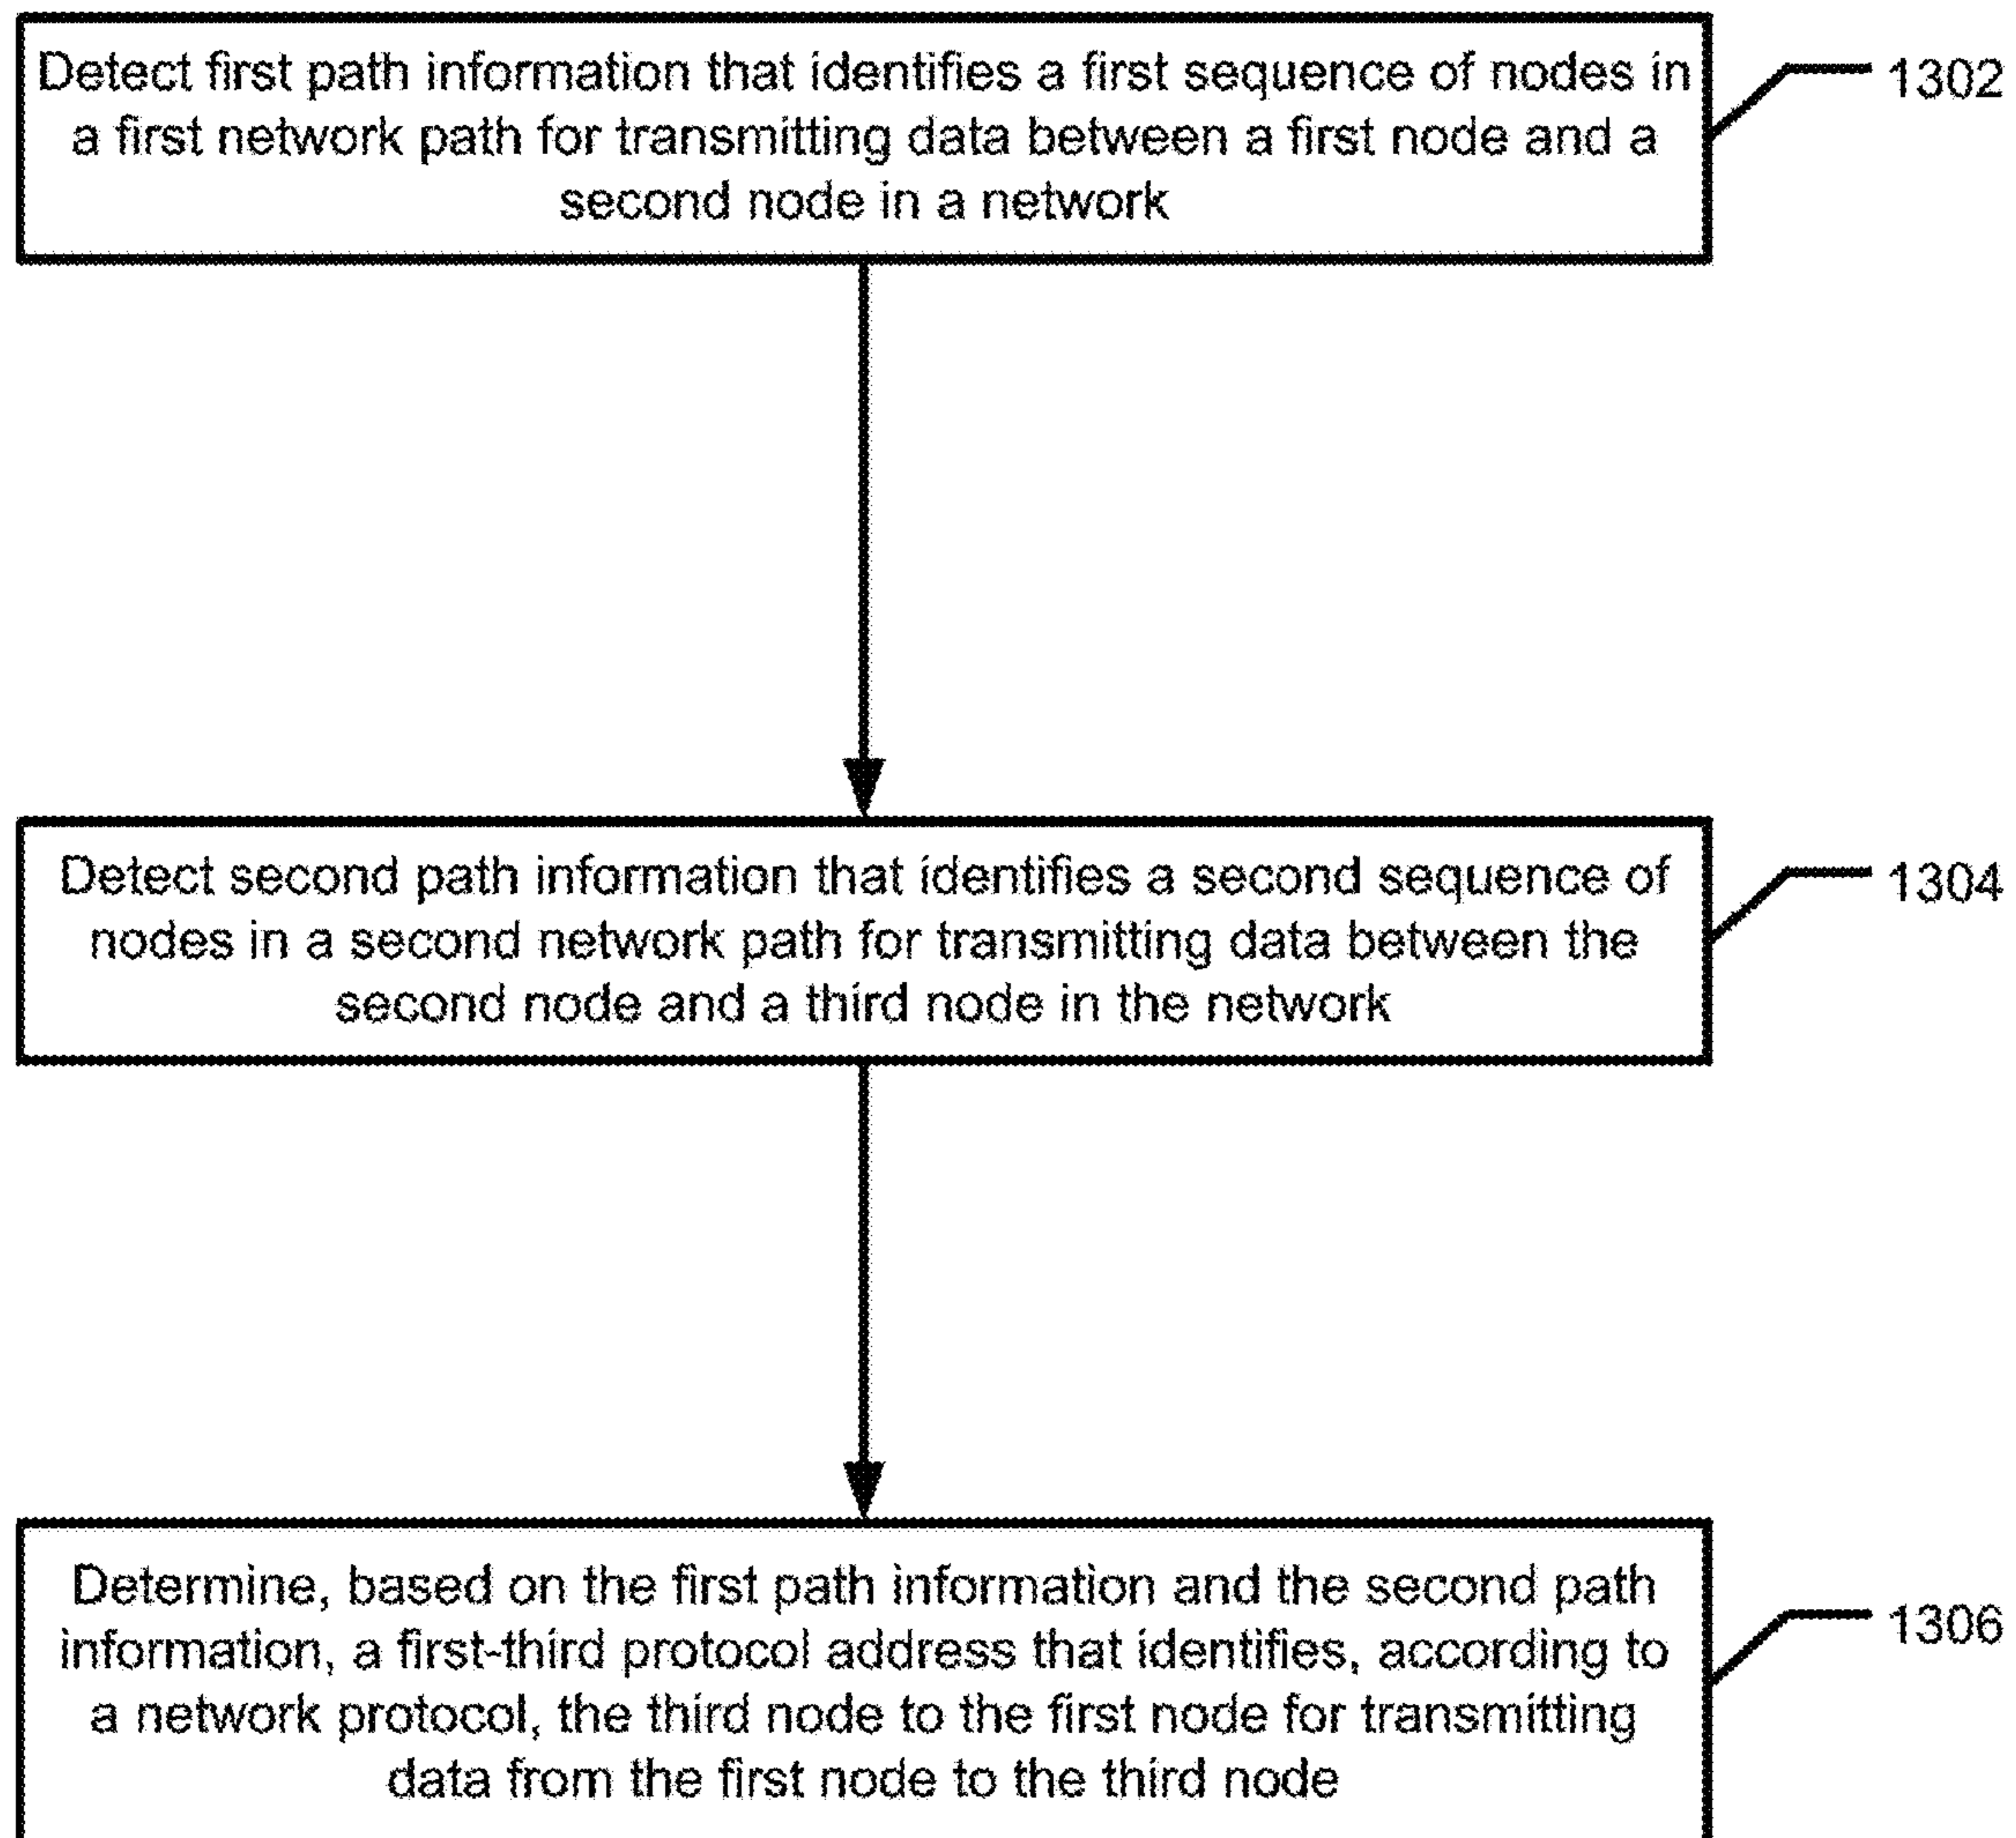 Detect first path information that identifies a first sequence of nodes in
a first network path for transmitting data between a first node and a
second node in a network
1302
Detect second path information that identifies a second sequence of
nodes in a second network path for transmitting data between the
second node and a third node in the network
1304
Determine, based on the first path information and the second path
information, a first-third protocol address that identifies, according to
a network protocol, the third node to the first node for transmitting
data from the first node to the third node
1306